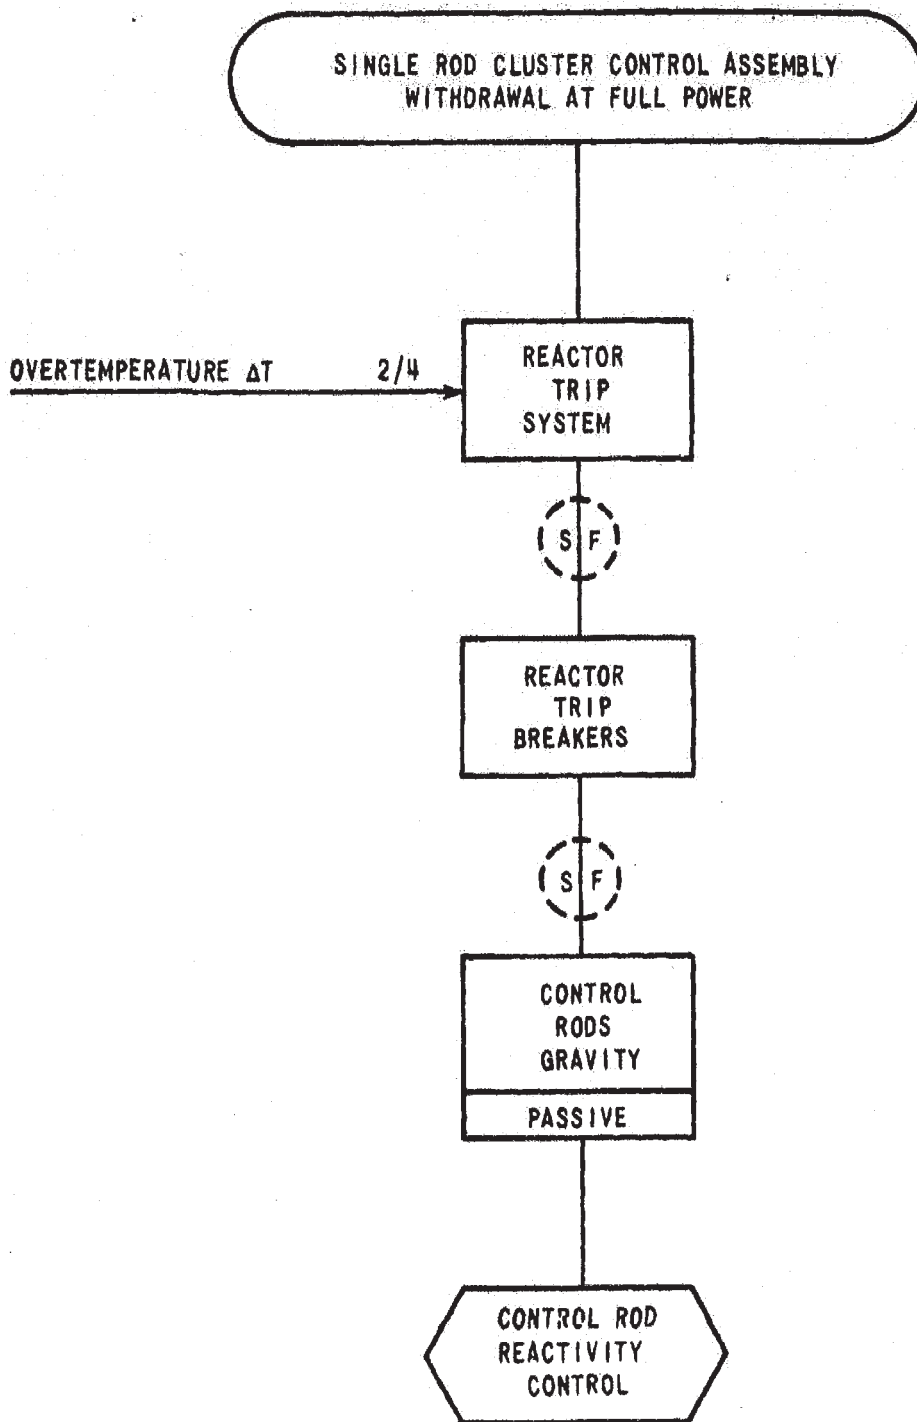 SINGLE ROD CLUSTER CONTROL ASSEMBLY
WITHDRAWAL AT FULL POWER
OVERTEMPERATURE ΔT 2/4
REACTOR
TRIP
SYSTEM
S F
REACTOR
TRIP
BREAKERS
S F
CONTROL
RODS
GRAVITY
PASSIVE
CONTROL ROD
REACTIVITY
CONTROL